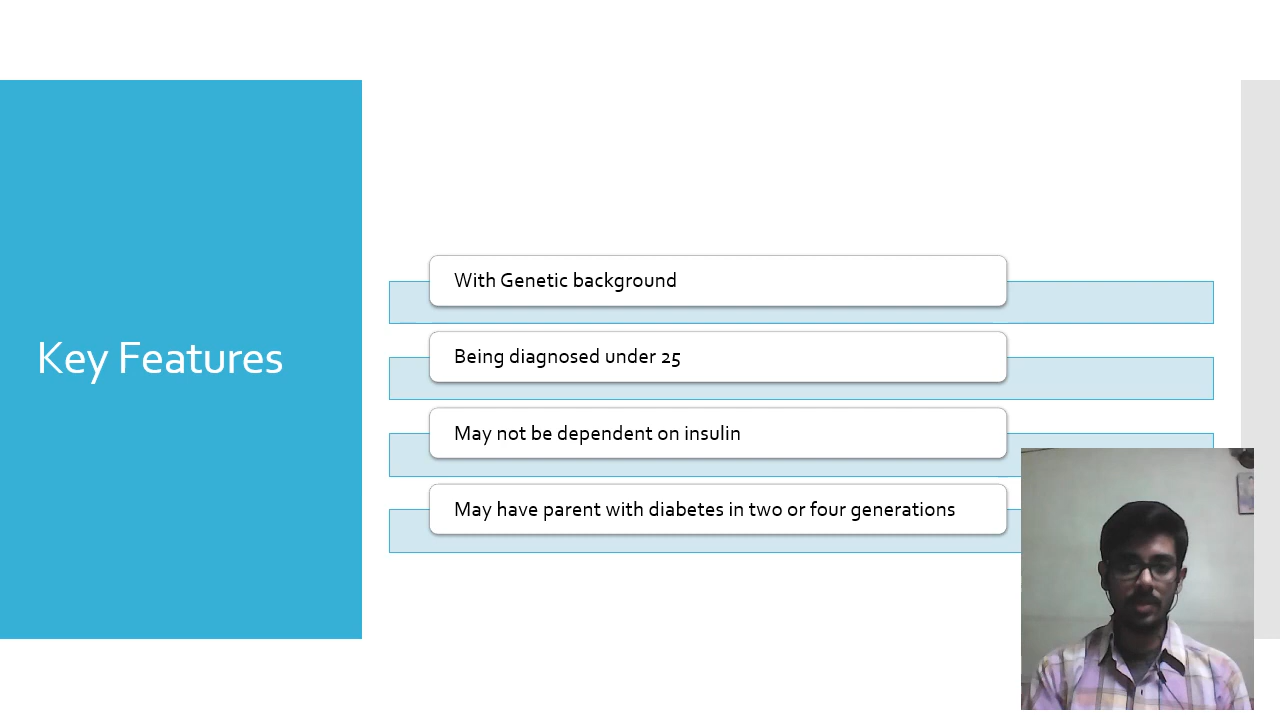 Key Features
With Genetic background
Being diagnosed under 25
May not be dependent on insulin
May have parent with diabetes in two or four generations